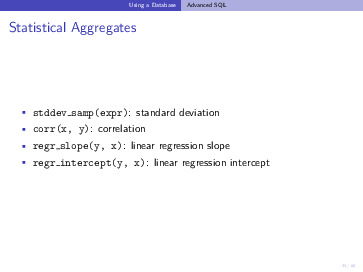 Using a Database Advanced SQL
Statistical Aggregates
stddev_samp(expr): standard deviation
corr(x, y): correlation
regr_slope(y, x): linear regression slope
regr_intercept(y, x): linear regression intercept